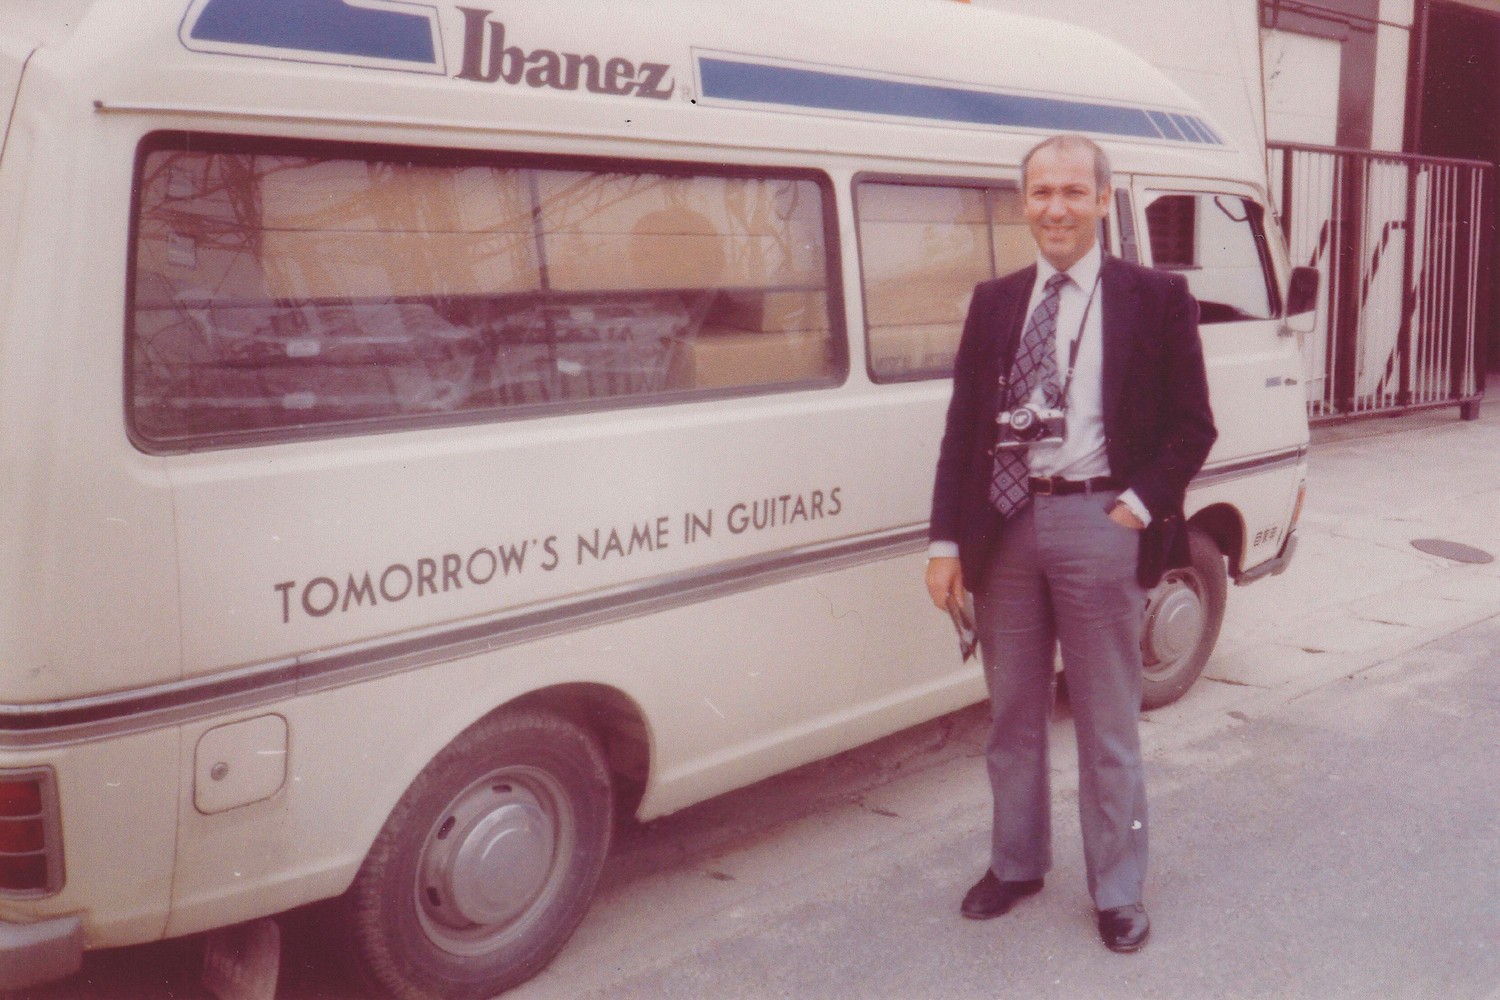 Ibanez
TOMORROW'S NAME IN GUITARS